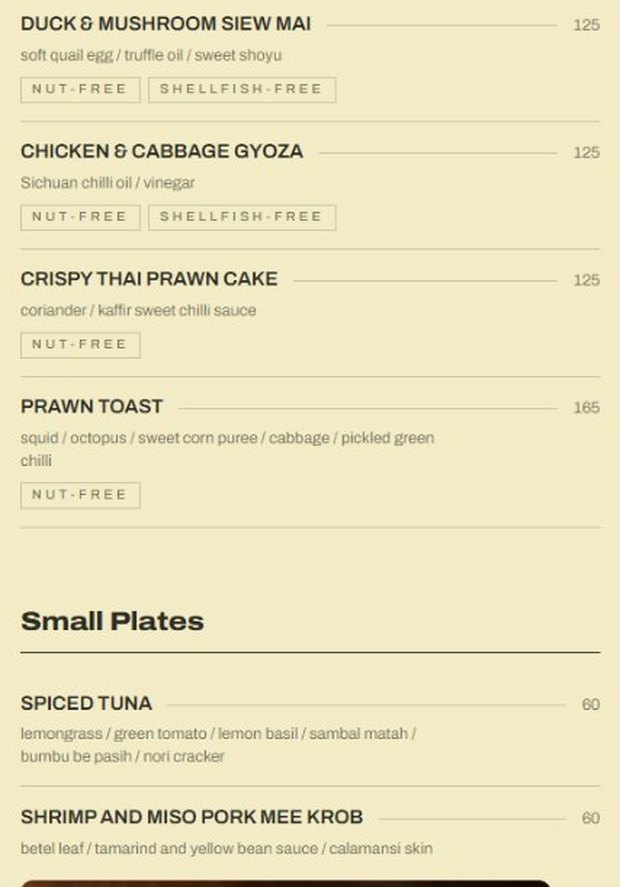 DUCK & MUSHROOM SIEW MAI 125
soft quail egg / truffle oil / sweet shoyu
NUT-FREE SHELLFISH-FREE
CHICKEN & CABBAGE GYOZA 125
Sichuan chilli oil / vinegar
NUT-FREE SHELLFISH-FREE
CRISPY THAI PRAWN CAKE 125
coriander / kaffir sweet chilli sauce
NUT-FREE
PRAWN TOAST 165
squid / octopus / sweet corn puree / cabbage / pickled green
chilli
NUT-FREE
Small Plates
SPICED TUNA 60
lemongrass / green tomato / lemon basil / sambal matah /
bumbu be pasih / nori cracker
SHRIMP AND MISO PORK MEE KROB 60
betel leaf / tamarind and yellow bean sauce / calamansi skin